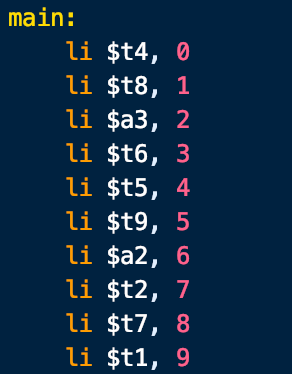 main:
li $t4, 0
li $t8, 1
li $a3, 2
li $t6, 3
li $t5, 4
li $t9, 5
li $a2, 6
li $t2, 7
li $t7, 8
li $t1, 9